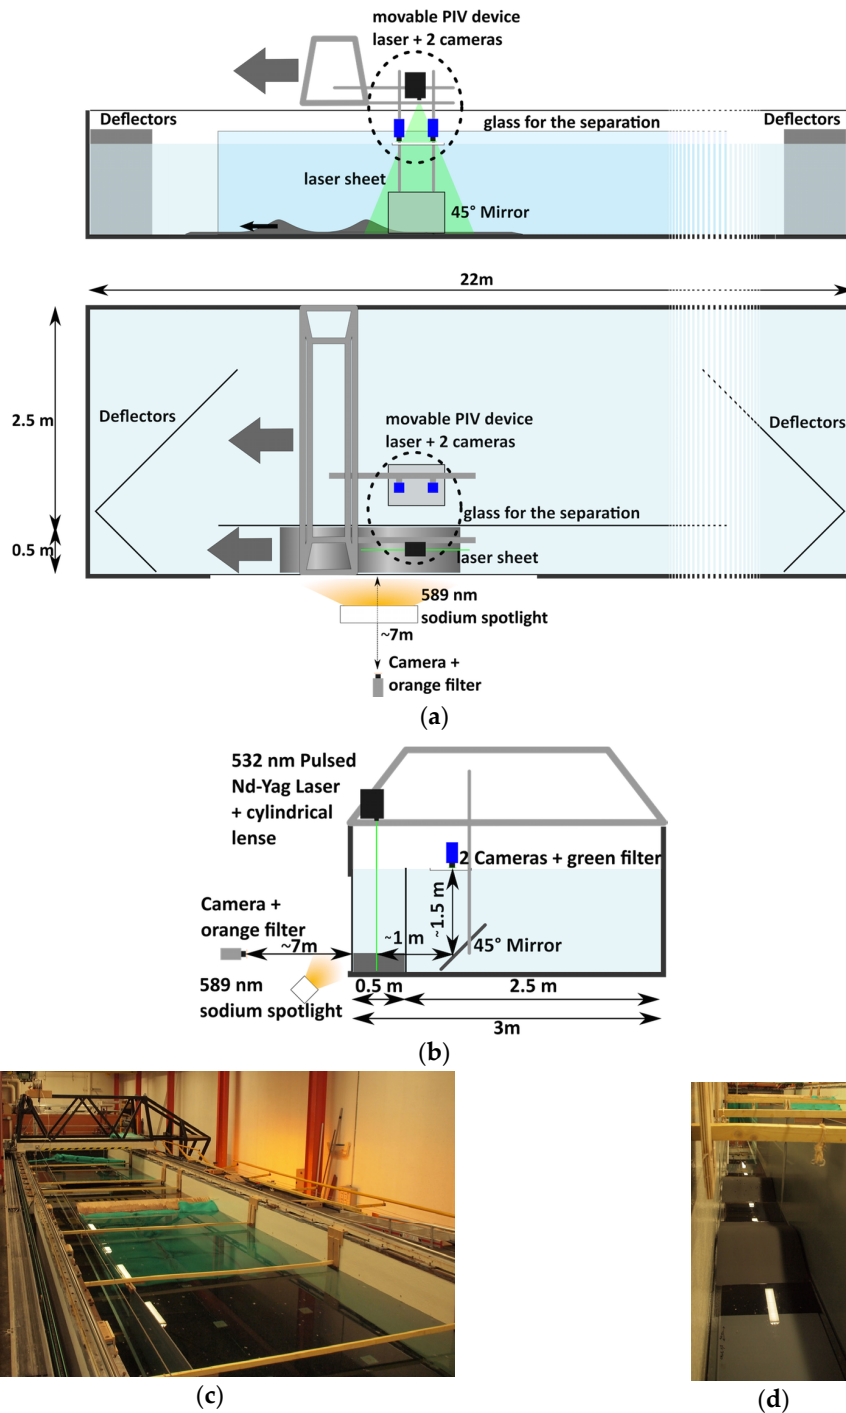 movable PIV device
laser + 2 cameras
Deflectors
glass for the separation
Deflectors
laser sheet
45° Mirror
22m
2.5 m
Deflectors
movable PIV device
laser + 2 cameras
Deflectors
glass for the separation
0.5 m
laser sheet
589 nm
sodium spotlight
~7m
Camera +
orange filter
(a)
532 nm Pulsed
Nd-Yag Laser
+ cylindrical
lense
2 Cameras + green filter
~1.5 m
Camera +
orange filter
~7m
~1 m
45° Mirror
589 nm
sodium spotlight
0.5 m
2.5 m
3m
(b)
(c)
(d)